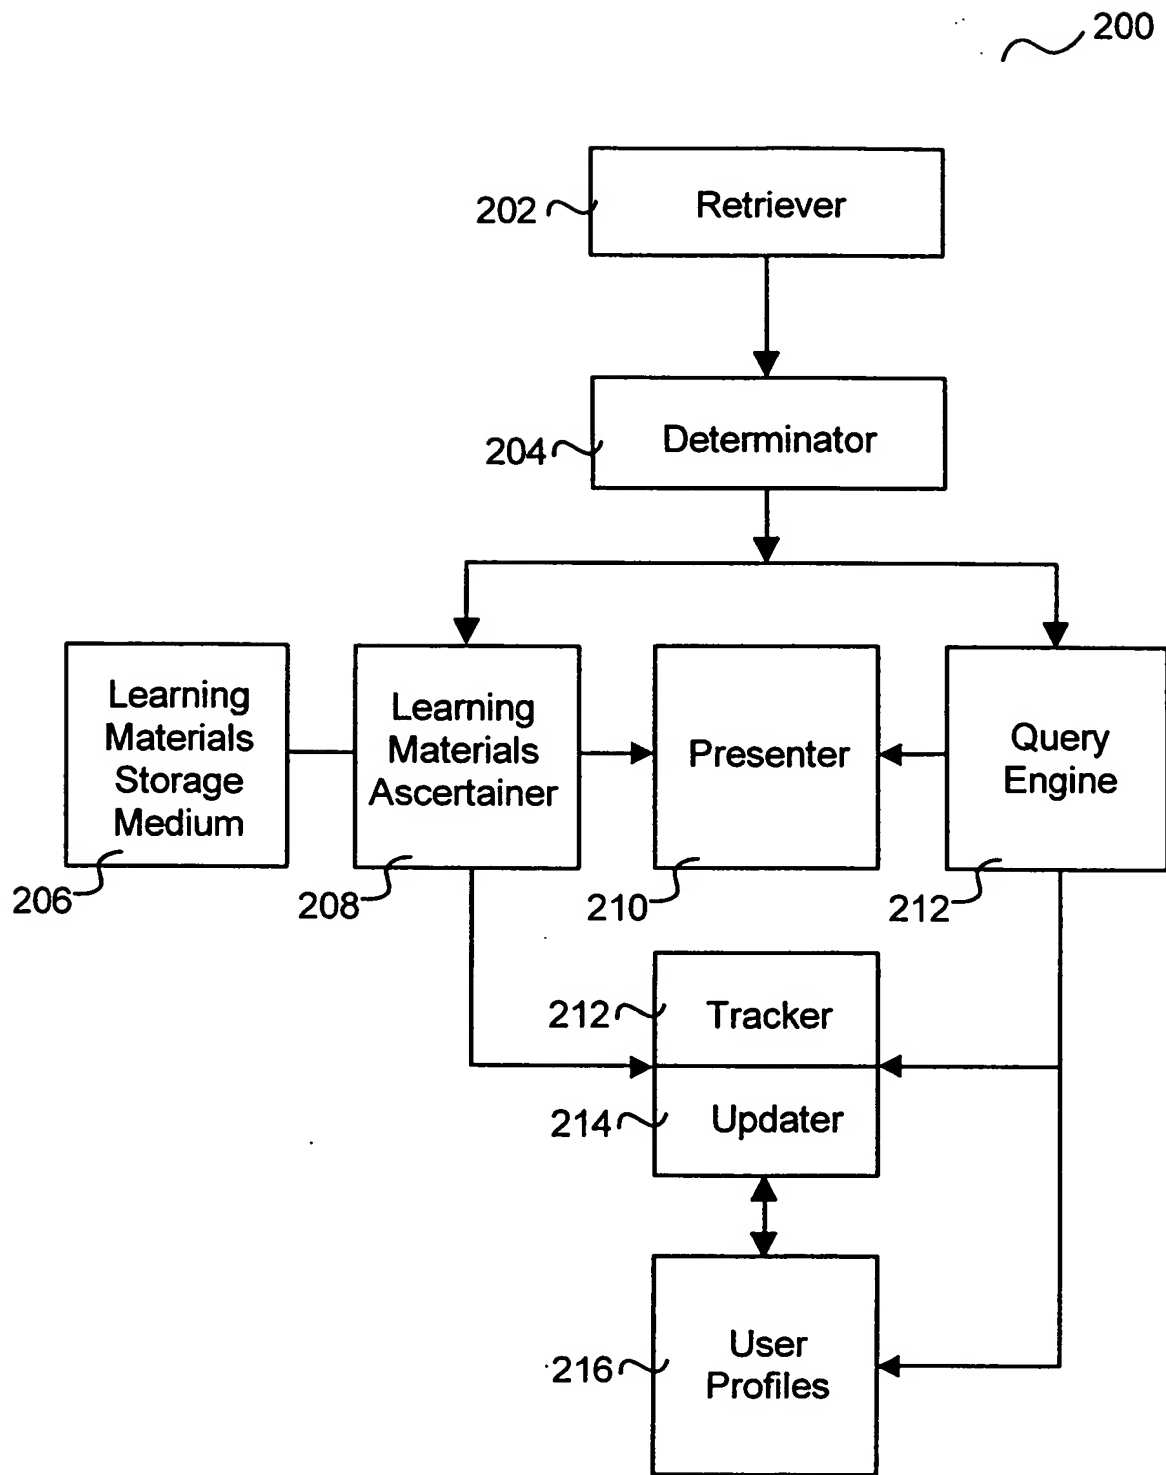 200
202
Retriever
204
Determinator
Learning
Materials
Storage
Medium
206
Learning
Materials
Ascertainer
208
Presenter
210
Query
Engine
212
212
Tracker
214
Updater
216
User
Profiles